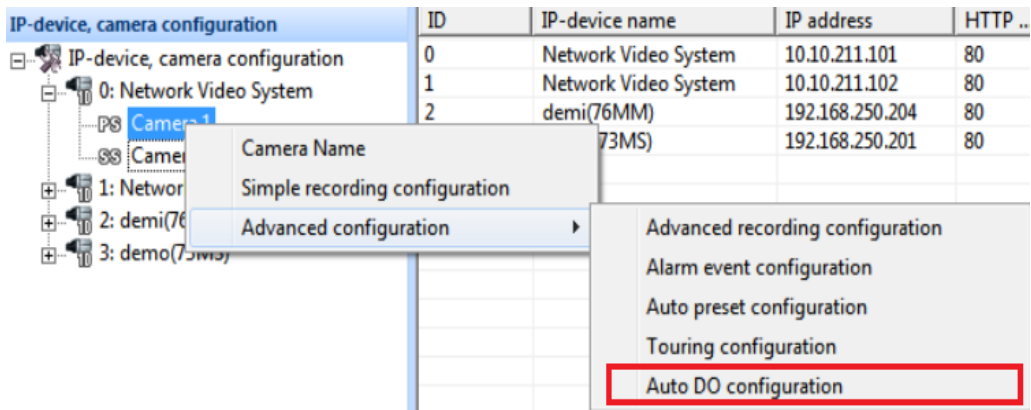 IP-device, camera configuration
IP-device, camera configuration
0: Network Video System
PS Camera 1
SS
1:
2:
3:
ID IP-device name IP address HTTP ...
0 Network Video System 10.10.211.101 80
1 Network Video System 10.10.211.102 80
2 demi(76MM) 192.168.250.204 80
73MS) 192.168.250.201 80
Camera Name
Simple recording configuration
Advanced configuration
Advanced recording configuration
Alarm event configuration
Auto preset configuration
Touring configuration
Auto DO configuration